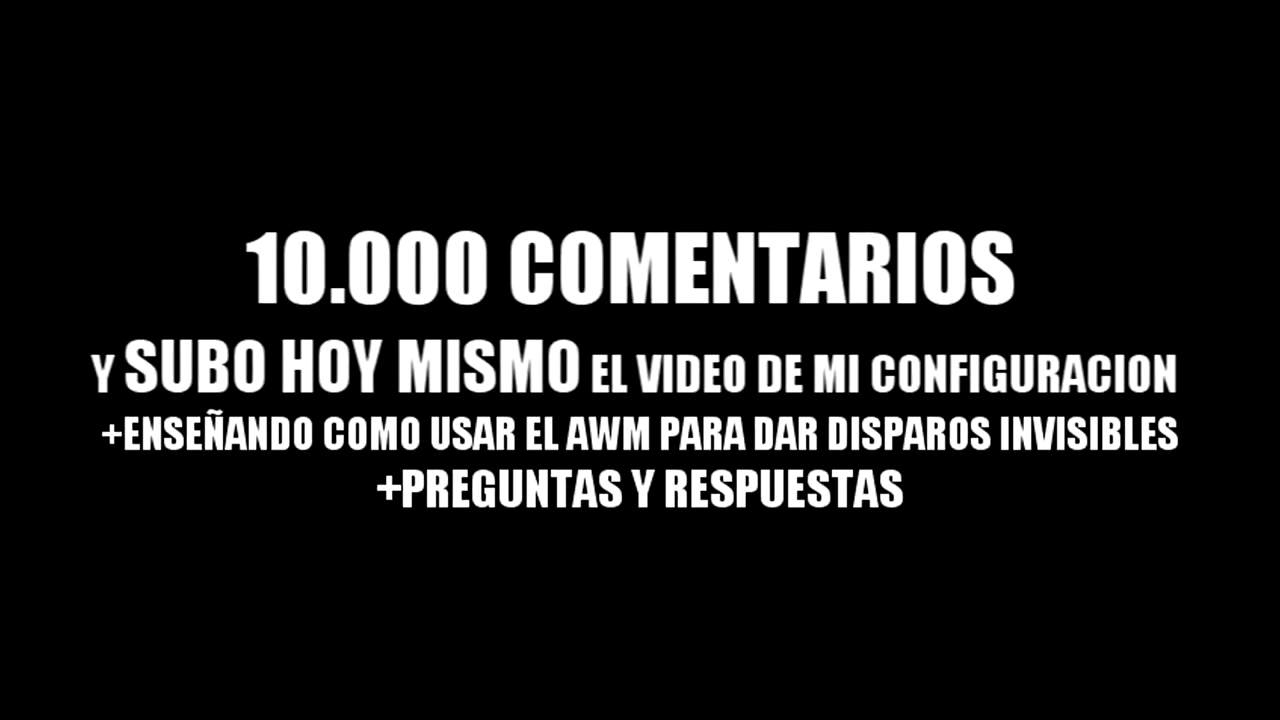 10.000 COMENTARIOS
Y SUBO HOY MISMO EL VIDEO DE MI CONFIGURACION
+ENSEÑANDO COMO USAR EL AWM PARA DAR DISPAROS INVISIBLES
+PREGUNTAS Y RESPUESTAS